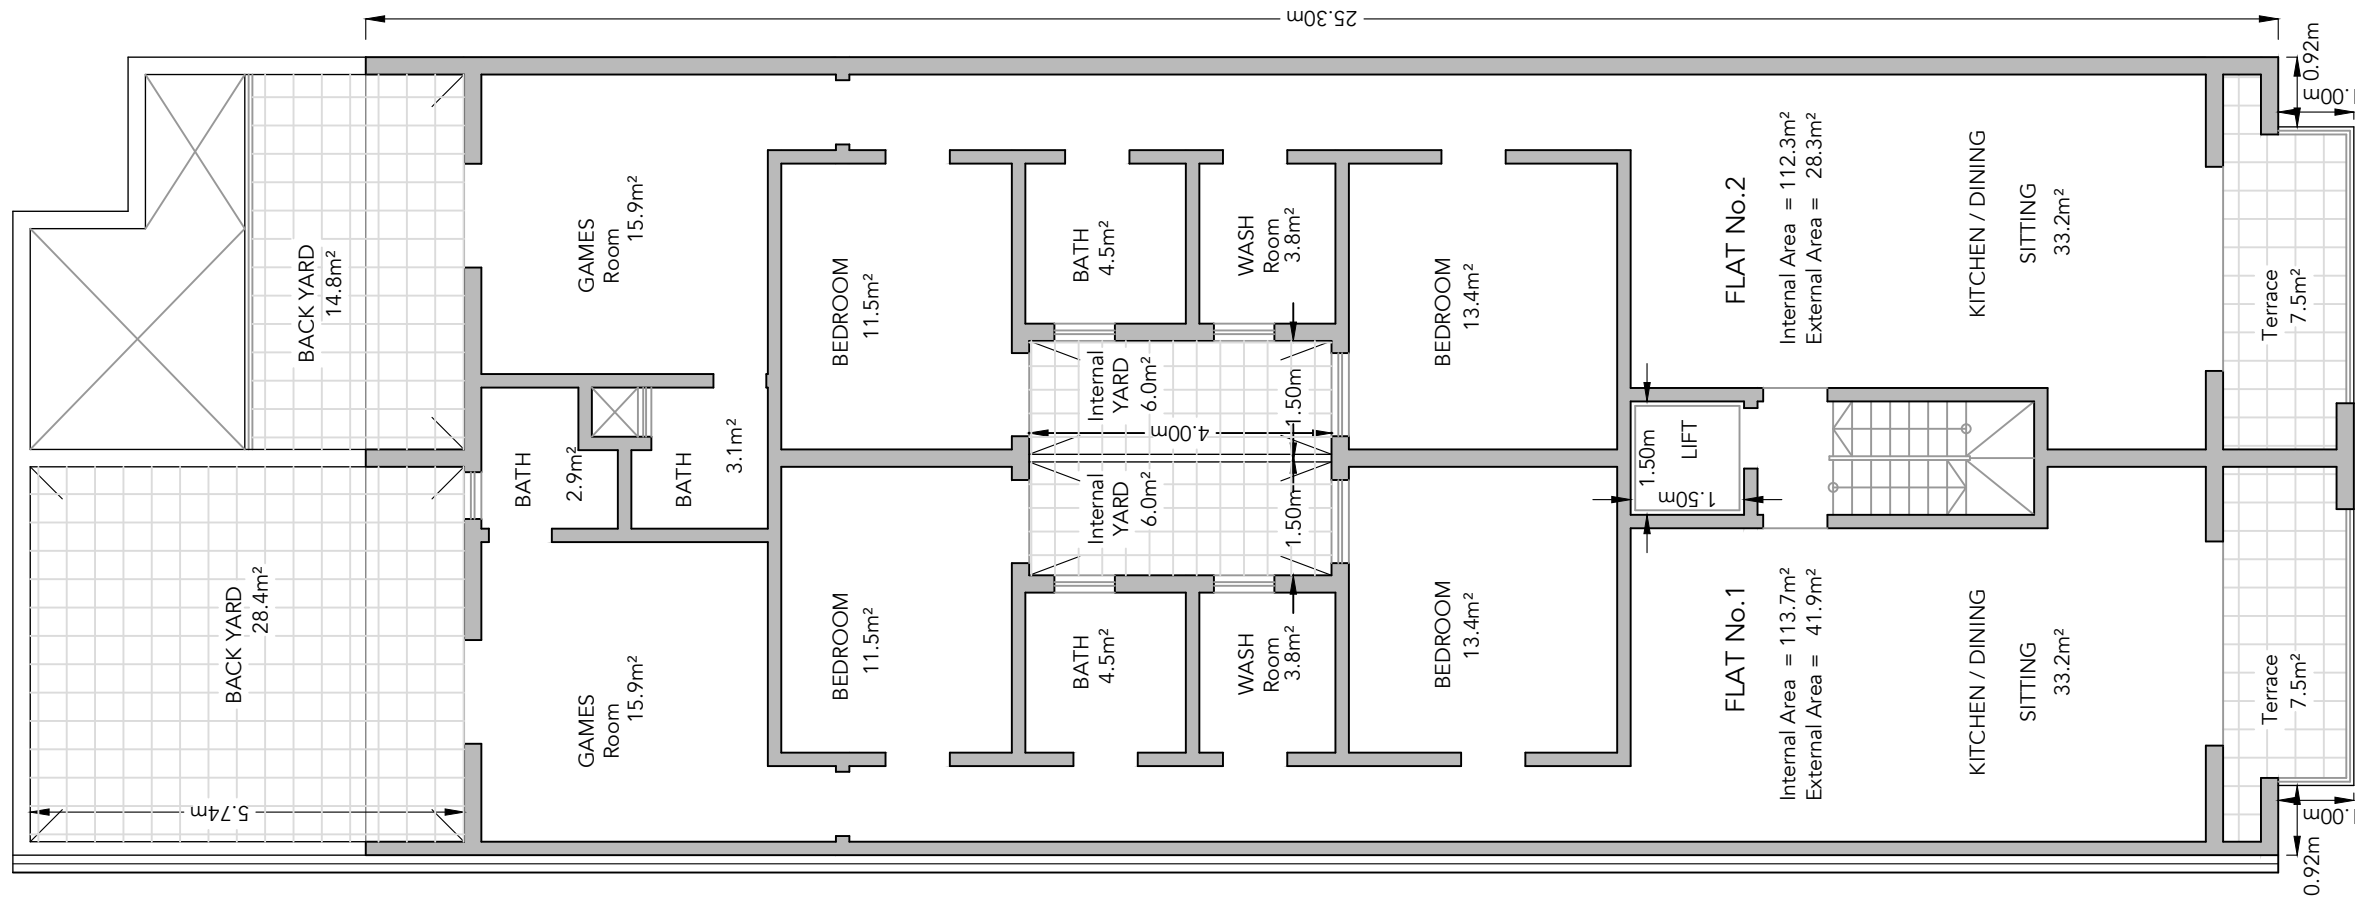 25.30m
0.92m
1.00m
BACK YARD
14.8m²
GAMES
Room
15.9m²
BEDROOM
11.5m²
BATH
4.5m²
WASH
Room
3.8m²
BEDROOM
13.4m²
FLAT No.2
Internal Area = 112.3m²
External Area = 28.3m²
KITCHEN / DINING
SITTING
33.2m²
Terrace
7.5m²
Internal
YARD
6.0m²
1.50m
4.00m
BATH
2.9m²
BATH
3.1m²
Internal
YARD
6.0m²
1.50m
1.50m
1.50m
LIFT
BACK YARD
28.4m²
5.74m
GAMES
Room
15.9m²
BEDROOM
11.5m²
BATH
4.5m²
WASH
Room
3.8m²
BEDROOM
13.4m²
FLAT No.1
Internal Area = 113.7m²
External Area = 41.9m²
KITCHEN / DINING
SITTING
33.2m²
Terrace
7.5m²
1.00m
0.92m